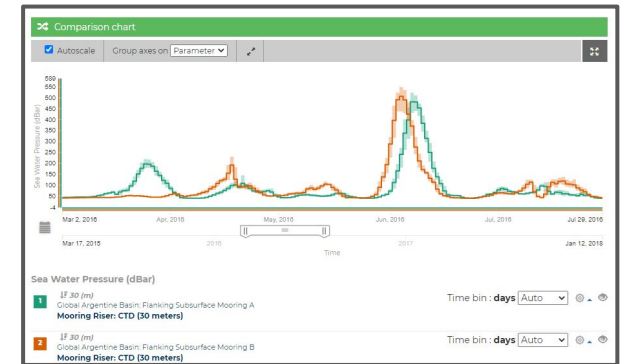 Comparison chart
Autoscale Group axes on Parameter
589
550
500
450
400
350
300
250
200
150
100
50
-4
Sea Water Pressure (dBar)
Mar 2, 2016 Apr, 2016 May, 2016 Jun, 2016 Jul, 2016 Jul 29, 2016
Mar 17, 2015 2016 2017 Jan 12, 2018
Time
Sea Water Pressure (dBar)
1 30 (m)
Global Argentine Basin: Flanking Subsurface Mooring A
Mooring Riser: CTD (30 meters)
Time bin : days Auto
2 30 (m)
Global Argentine Basin: Flanking Subsurface Mooring B
Mooring Riser: CTD (30 meters)
Time bin : days Auto